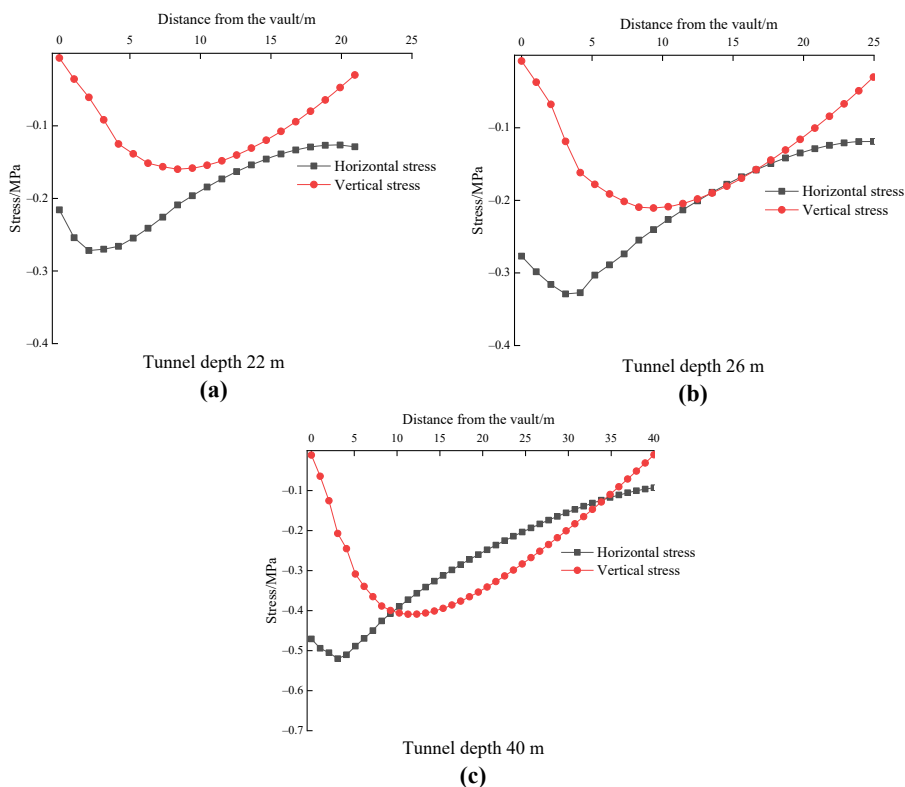 Distance from the vault/m
0 5 10 15 20 25
–0.1
–0.2
–0.3
–0.4
Stress/MPa
Horizontal stress
Vertical stress
Tunnel depth 22 m
(a)
Distance from the vault/m
0 5 10 15 20 25
–0.1
–0.2
–0.3
–0.4
Stress/MPa
Horizontal stress
Vertical stress
Tunnel depth 26 m
(b)
Distance from the vault/m
0 5 10 15 20 25 30 35 40
–0.1
–0.2
–0.3
–0.4
–0.5
–0.6
–0.7
Stress/MPa
Horizontal stress
Vertical stress
Tunnel depth 40 m
(c)